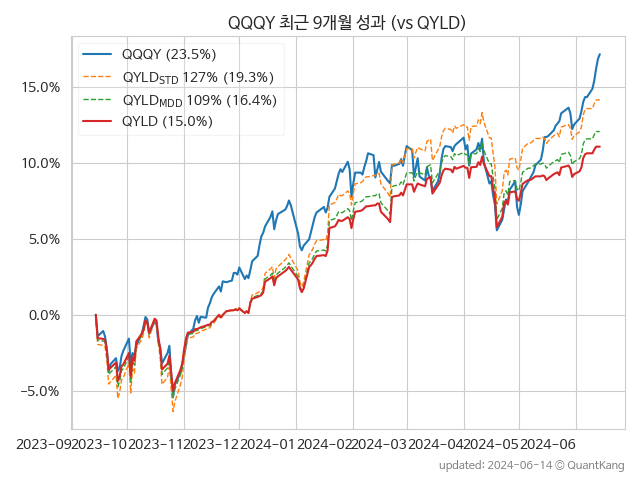 QQQY 최근 9개월 성과 (vs QYLD)
QQQY (23.5%)
QYLD_STD 127% (19.3%)
QYLD_MDD 109% (16.4%)
QYLD (15.0%)
15.0%
10.0%
5.0%
0.0%
−5.0%
2023-09 2023-10 2023-11 2023-12 2024-01 2024-02 2024-03 2024-04 2024-05 2024-06
updated: 2024-06-14 ⓒ QuantKang